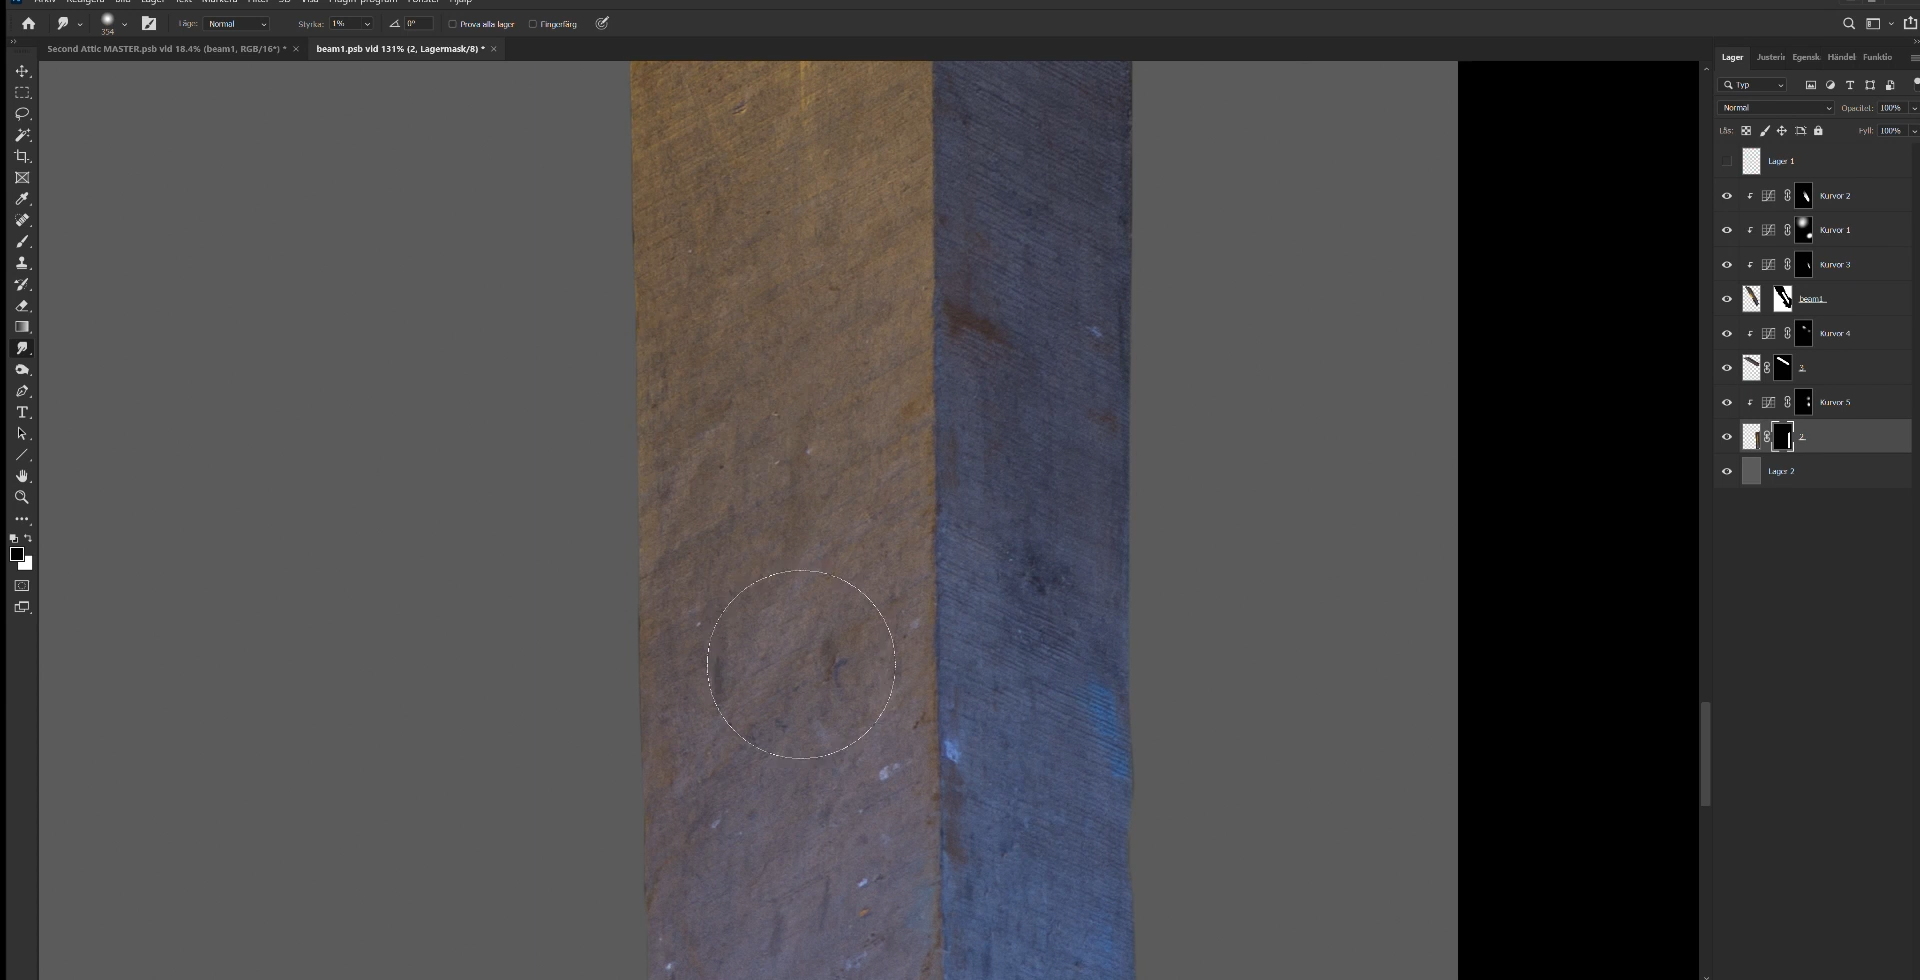 Arkiv Redigera Bild Lager Text Markera Filter 3D Visa Plugin-program Fönster Hjälp
354 Läge: Normal Styrka: 1% 0° Prova alla lager Fingerfärg
Second Attic MASTER.psb vid 18.4% (beam1, RGB/16*) * × beam1.psb vid 131% (2, Lagermask/8) * ×
Lager Justerin Egensk Händel Funktio
Typ
Normal Opacitet: 100%
Lås: Fyll: 100%
Lager 1
Kurvor 2
Kurvor 1
Kurvor 3
beam1
Kurvor 4
3
Kurvor 5
2
Lager 2